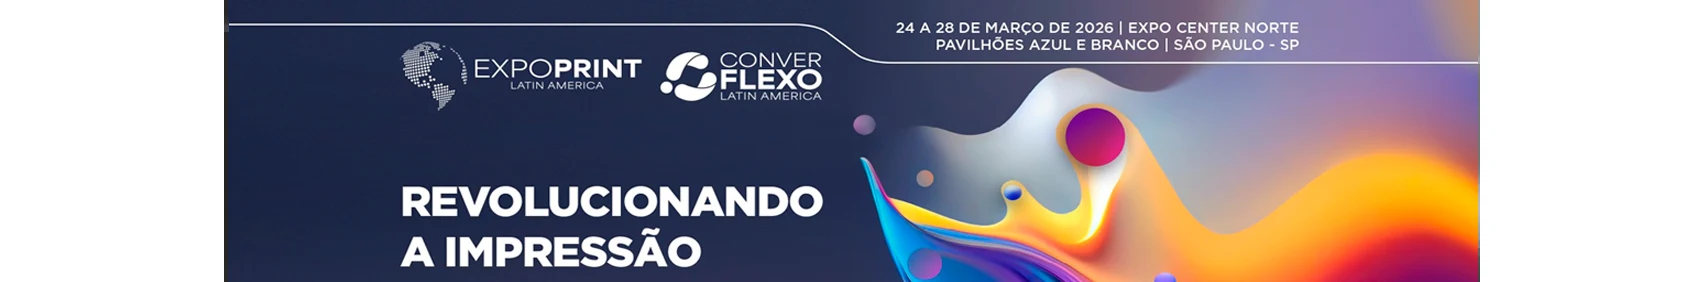 24 A 28 DE MARÇO DE 2026 | EXPO CENTER NORTE
PAVILHÕES AZUL E BRANCO | SÃO PAULO - SP
EXPOPRINT
LATIN AMERICA
CONVER
FLEXO
LATIN AMERICA
REVOLUCIONANDO
A IMPRESSÃO